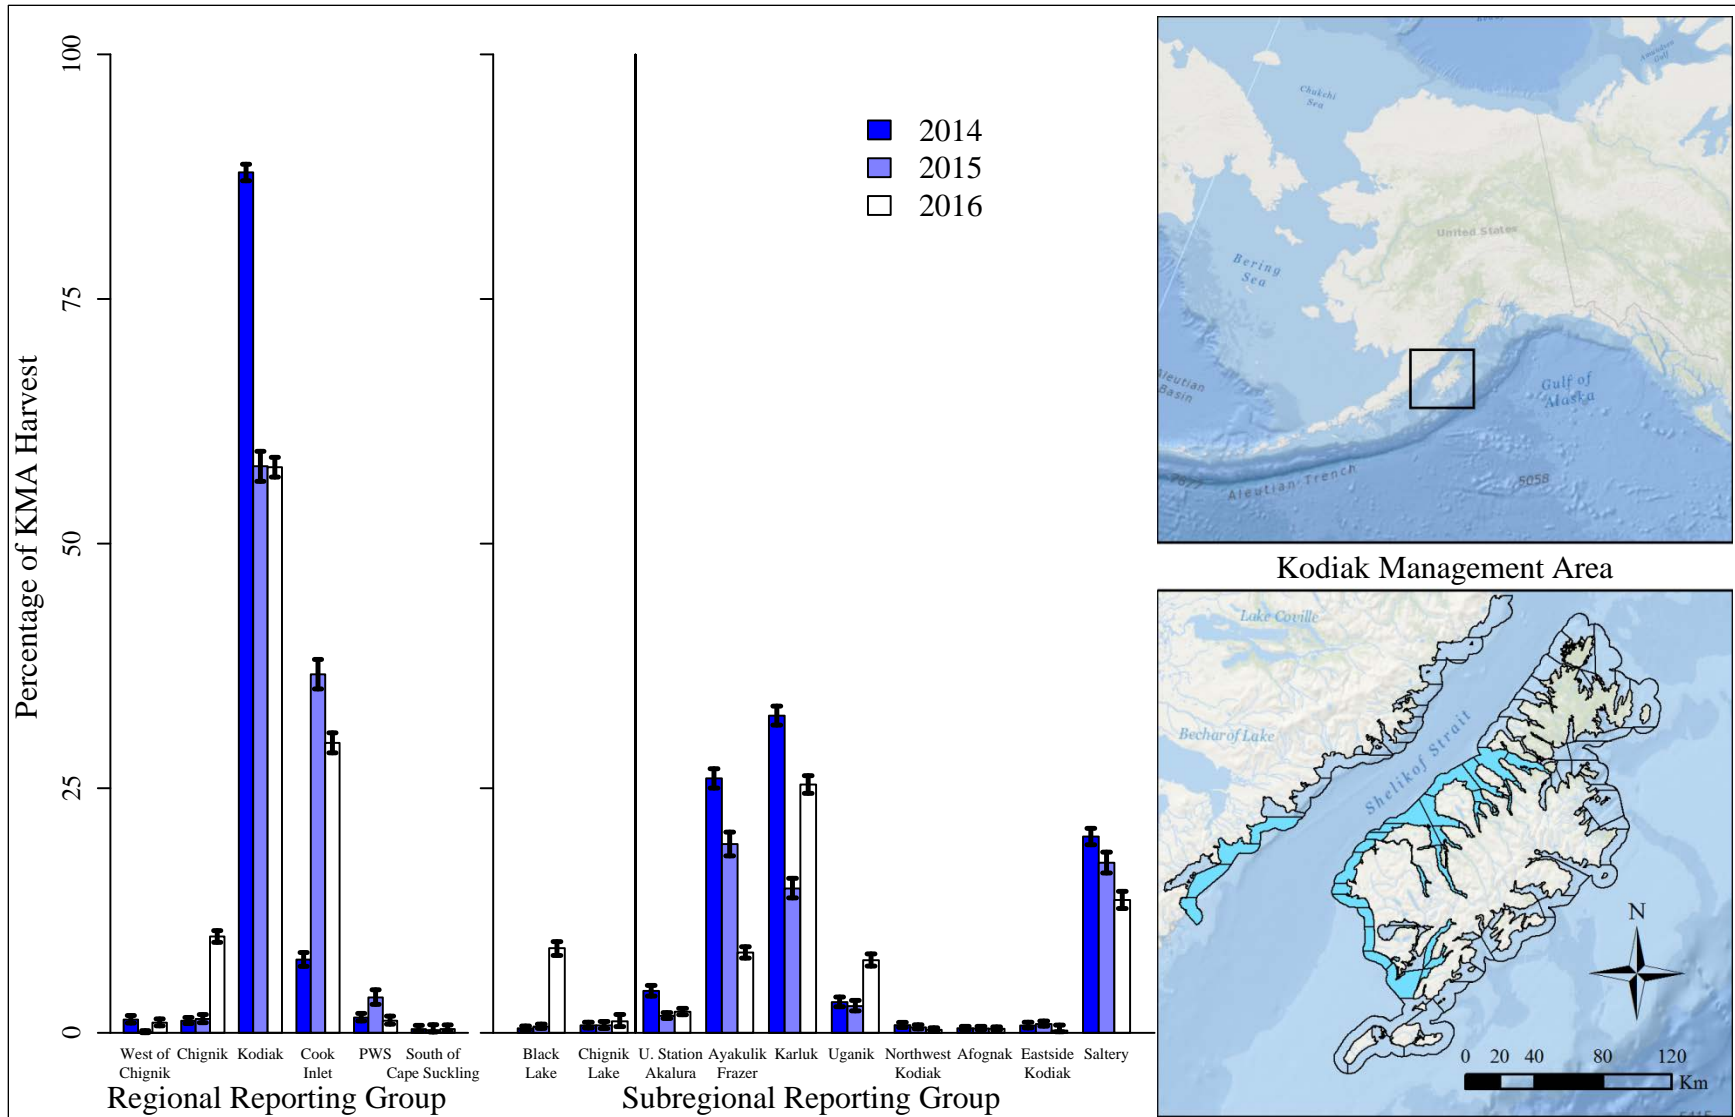 Percentage of KMA Harvest
100
75
50
25
0
2014
2015
2016
West of
Chignik
Chignik
Kodiak
Cook
Inlet
PWS
South of
Cape Suckling
Regional Reporting Group
Black
Lake
Chignik
Lake
U. Station
Akalura
Ayakulik
Frazer
Karluk
Uganik
Northwest
Kodiak
Afognak
Eastside
Kodiak
Saltery
Subregional Reporting Group
Chukchi
Sea
Amundsen
Gulf
United States
Bering
Sea
Aleutian
Basin
Gulf of
Alaska
7677
Aleutian Trench
5058
Kodiak Management Area
Lake Coville
Becharof Lake
Shelikof Strait
N
0 20 40 80 120
Km